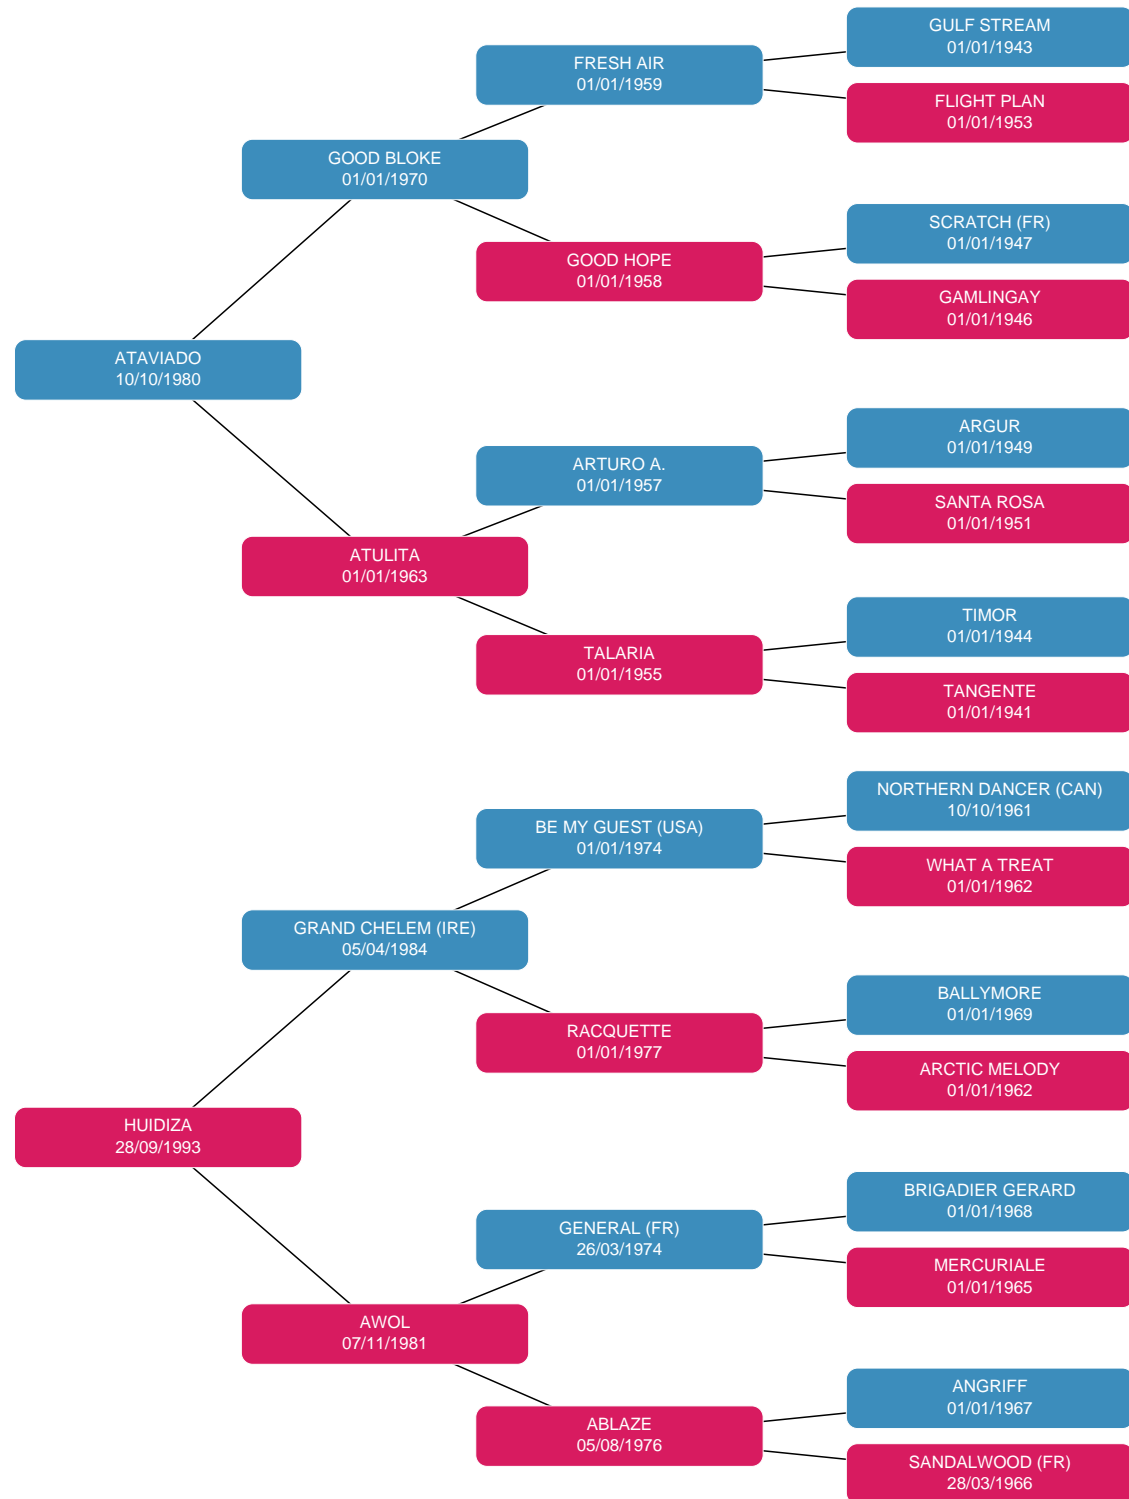 GULF STREAM
01/01/1943
FRESH AIR
01/01/1959
FLIGHT PLAN
01/01/1953
GOOD BLOKE
01/01/1970
SCRATCH (FR)
01/01/1947
GOOD HOPE
01/01/1958
GAMLINGAY
01/01/1946
ATAVIADO
10/10/1980
ARGUR
01/01/1949
ARTURO A.
01/01/1957
SANTA ROSA
01/01/1951
ATULITA
01/01/1963
TIMOR
01/01/1944
TALARIA
01/01/1955
TANGENTE
01/01/1941
NORTHERN DANCER (CAN)
10/10/1961
BE MY GUEST (USA)
01/01/1974
WHAT A TREAT
01/01/1962
GRAND CHELEM (IRE)
05/04/1984
BALLYMORE
01/01/1969
RACQUETTE
01/01/1977
ARCTIC MELODY
01/01/1962
HUIDIZA
28/09/1993
BRIGADIER GERARD
01/01/1968
GENERAL (FR)
26/03/1974
MERCURIALE
01/01/1965
AWOL
07/11/1981
ANGRIFF
01/01/1967
ABLAZE
05/08/1976
SANDALWOOD (FR)
28/03/1966